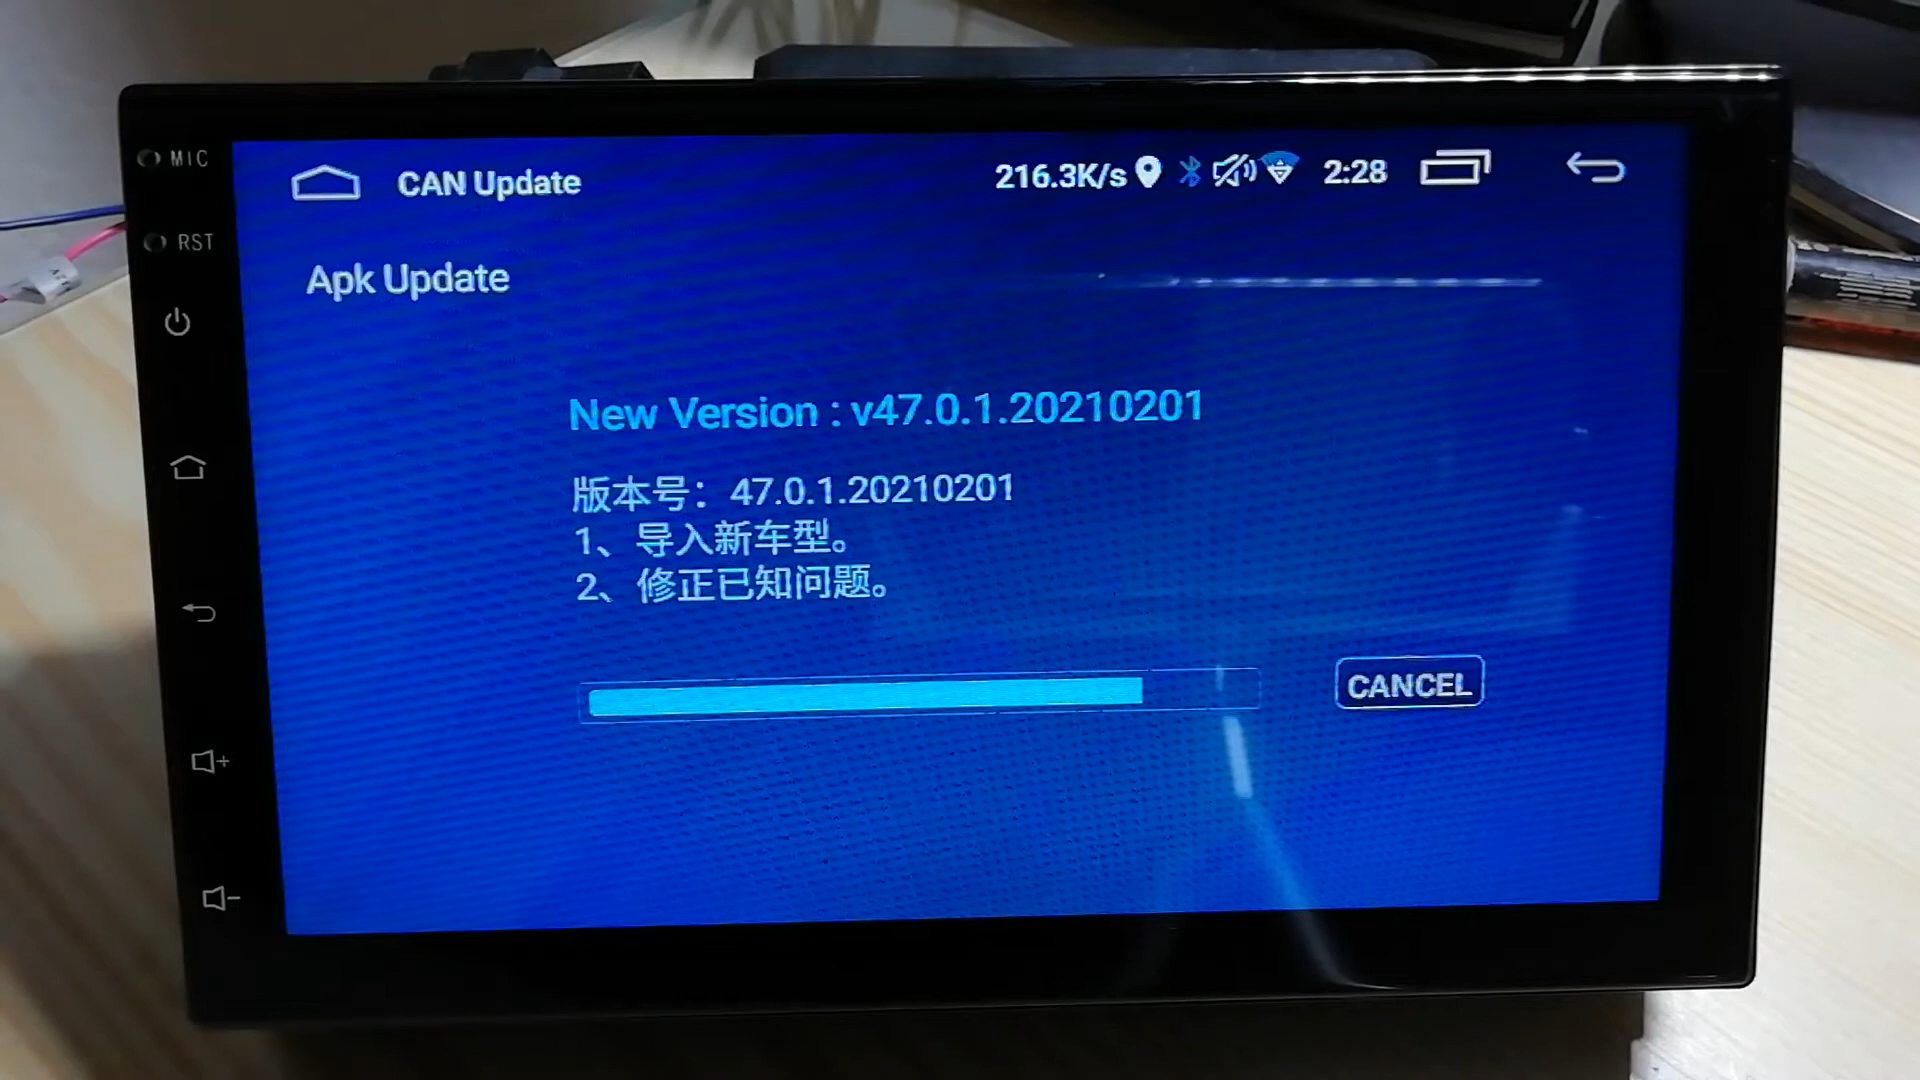 MIC
RST
CAN Update
216.3K/s
2:28
Apk Update
New Version : v47.0.1.20210201
版本号：47.0.1.20210201
1、导入新车型。
2、修正已知问题。
CANCEL